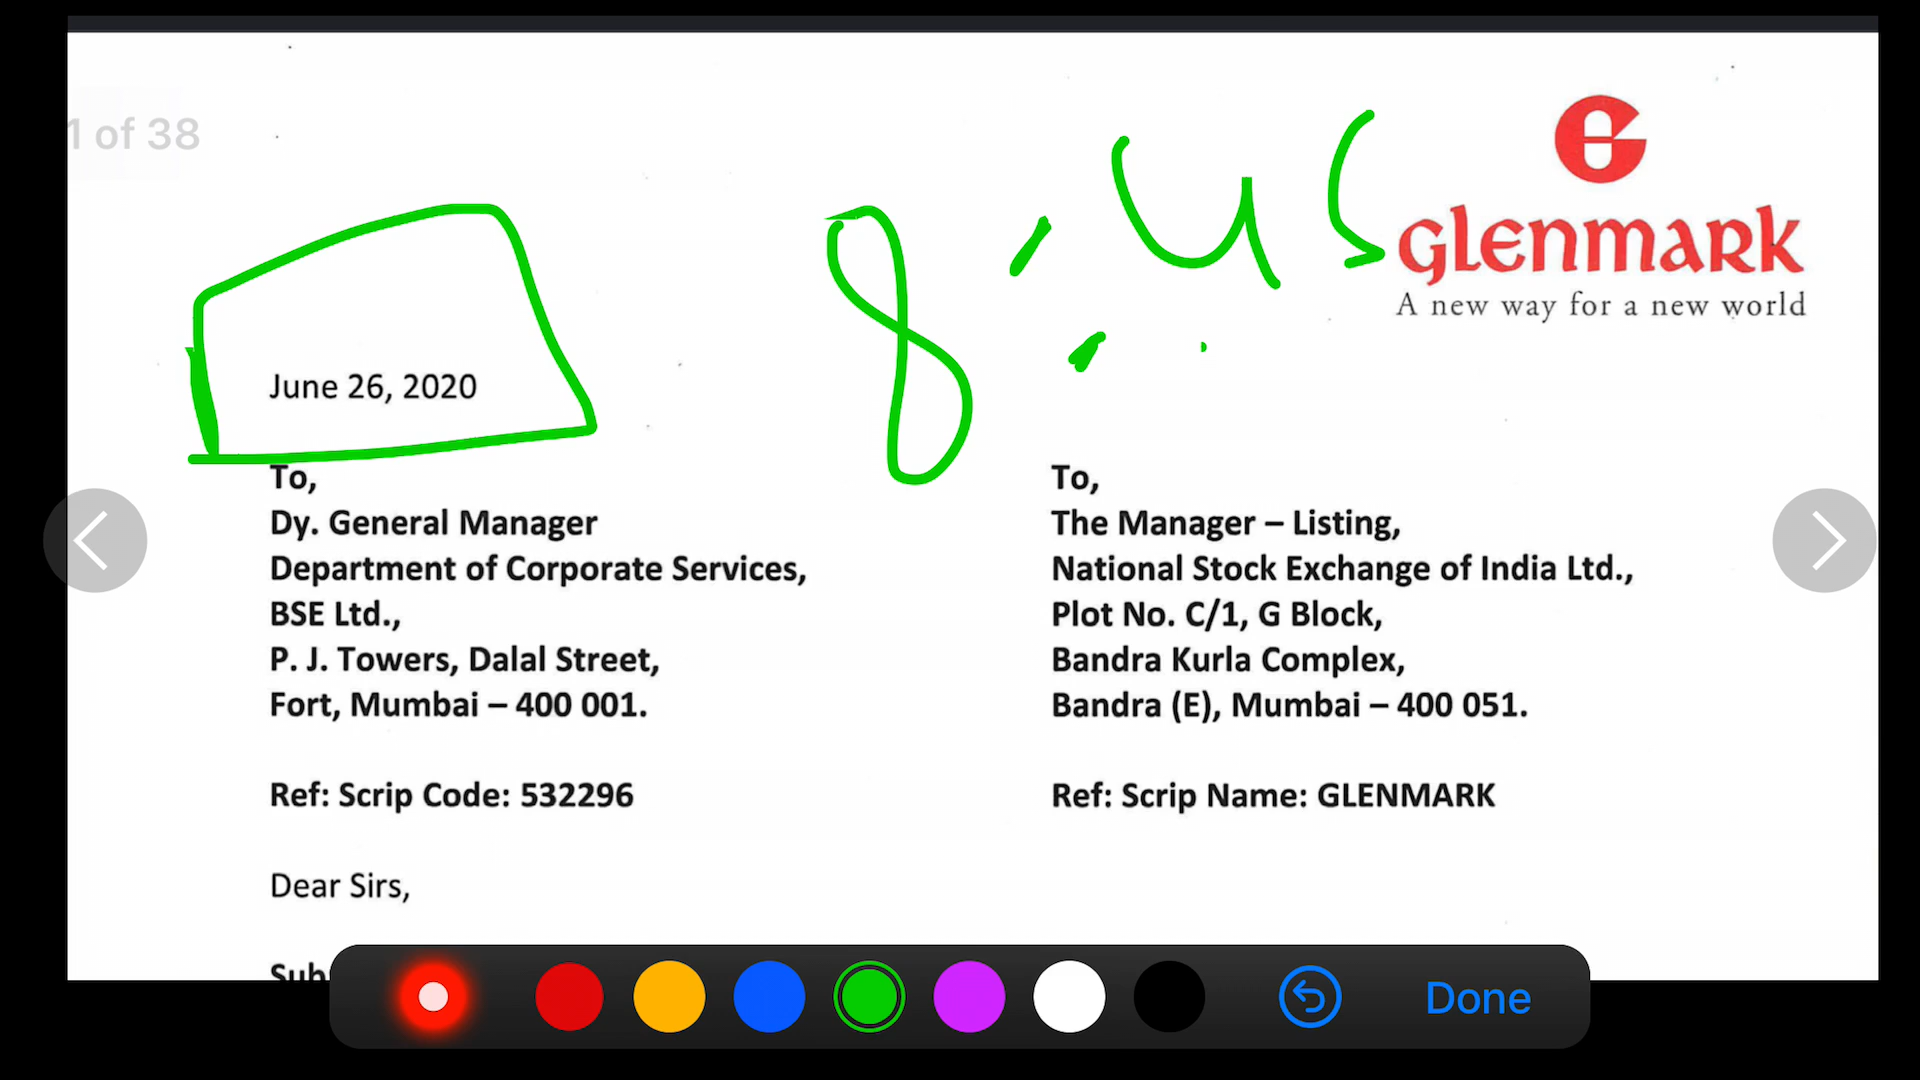 1 of 38
8:45
GLENMARK
A new way for a new world
June 26, 2020
To,
Dy. General Manager
Department of Corporate Services,
BSE Ltd.,
P. J. Towers, Dalal Street,
Fort, Mumbai – 400 001.
Ref: Scrip Code: 532296
To,
The Manager – Listing,
National Stock Exchange of India Ltd.,
Plot No. C/1, G Block,
Bandra Kurla Complex,
Bandra (E), Mumbai – 400 051.
Ref: Scrip Name: GLENMARK
Dear Sirs,
Done